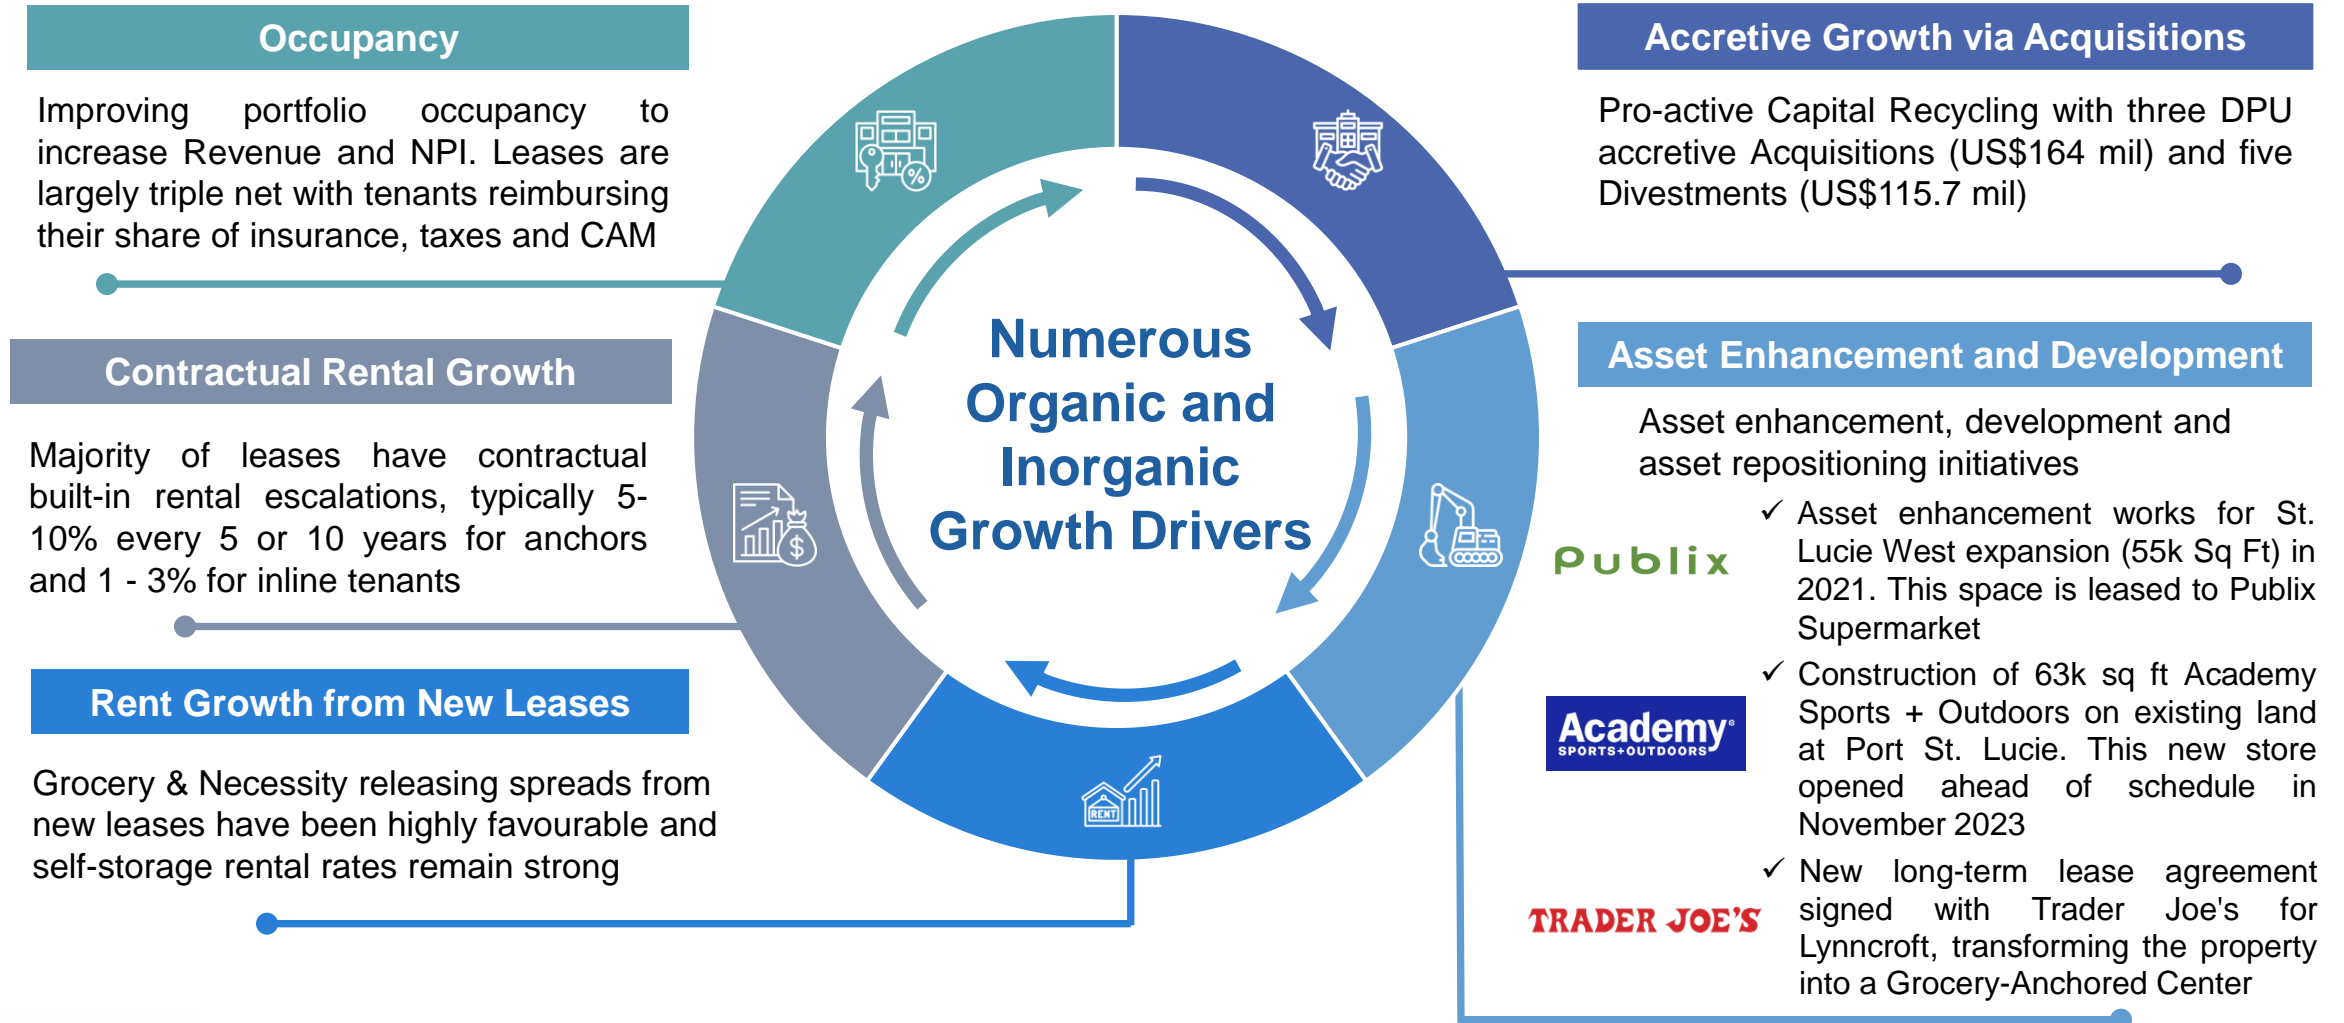 Occupancy
Improving portfolio occupancy to
increase Revenue and NPI. Leases are
largely triple net with tenants reimbursing
their share of insurance, taxes and CAM
Contractual Rental Growth
Majority of leases have contractual
built-in rental escalations, typically 5-
10% every 5 or 10 years for anchors
and 1 - 3% for inline tenants
Rent Growth from New Leases
Grocery & Necessity releasing spreads from
new leases have been highly favourable and
self-storage rental rates remain strong
%
$
RENT
Numerous
Organic and
Inorganic
Growth Drivers
Accretive Growth via Acquisitions
Pro-active Capital Recycling with three DPU
accretive Acquisitions (US$164 mil) and five
Divestments (US$115.7 mil)
Asset Enhancement and Development
Asset enhancement, development and
asset repositioning initiatives
Publix
✓ Asset enhancement works for St.
Lucie West expansion (55k Sq Ft) in
2021. This space is leased to Publix
Supermarket
Academy
SPORTS+OUTDOORS
✓ Construction of 63k sq ft Academy
Sports + Outdoors on existing land
at Port St. Lucie. This new store
opened ahead of schedule in
November 2023
TRADER JOE'S
✓ New long-term lease agreement
signed with Trader Joe's for
Lynncroft, transforming the property
into a Grocery-Anchored Center